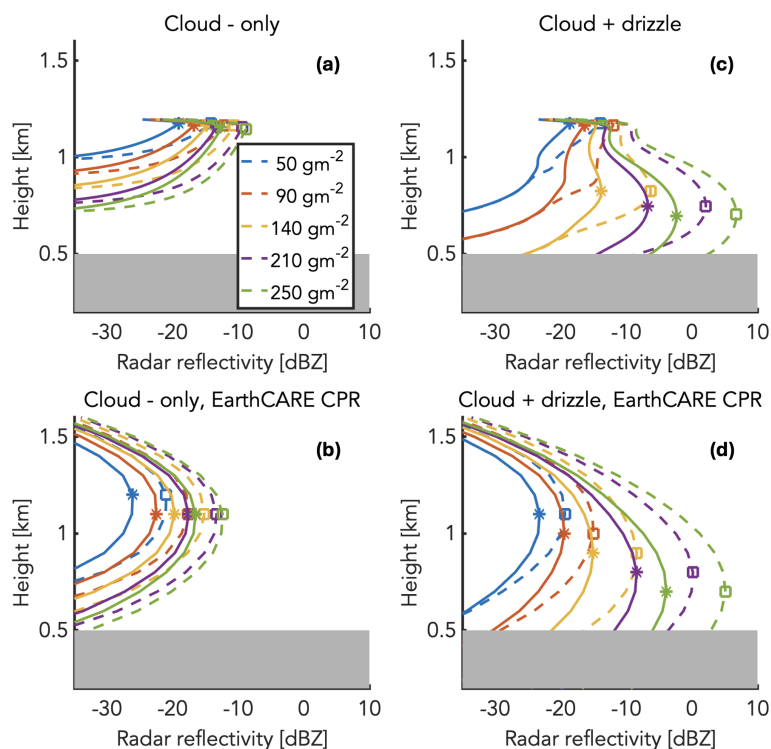 Cloud - only
(a)
1.5
1
0.5
Height [km]
50 gm-2
90 gm-2
140 gm-2
210 gm-2
250 gm-2
-30 -20 -10 0 10
Radar reflectivity [dBZ]
Cloud + drizzle
(c)
1.5
1
0.5
Height [km]
-30 -20 -10 0 10
Radar reflectivity [dBZ]
Cloud - only, EarthCARE CPR
(b)
1.5
1
0.5
Height [km]
-30 -20 -10 0 10
Radar reflectivity [dBZ]
Cloud + drizzle, EarthCARE CPR
(d)
1.5
1
0.5
Height [km]
-30 -20 -10 0 10
Radar reflectivity [dBZ]